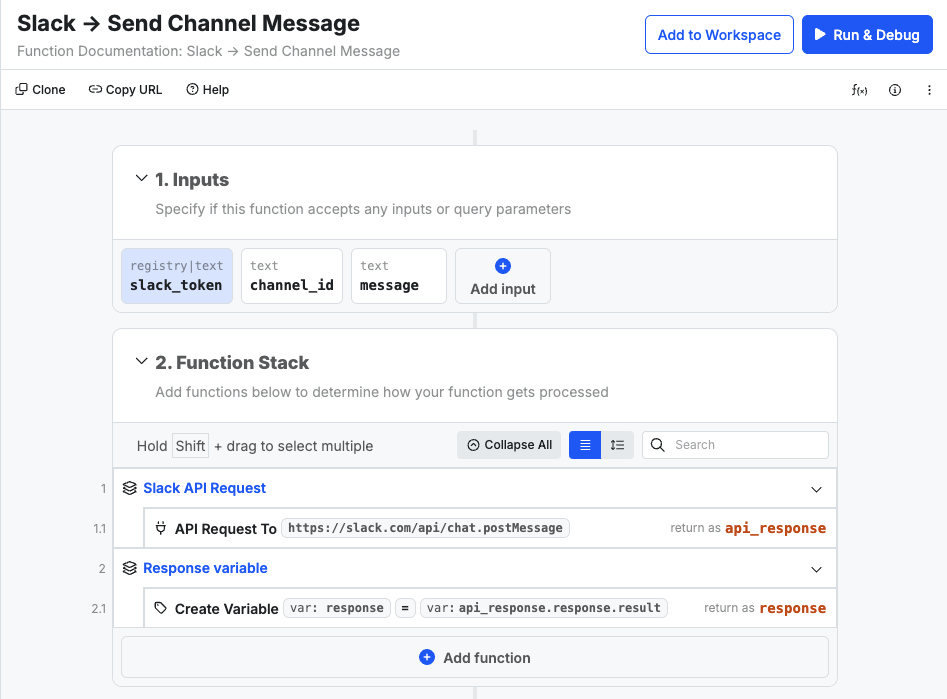 Slack → Send Channel Message
Function Documentation: Slack → Send Channel Message
Add to Workspace
Run & Debug
Clone
Copy URL
Help
f(x)
1. Inputs
Specify if this function accepts any inputs or query parameters
registry|text
slack_token
text
channel_id
text
message
Add input
2. Function Stack
Add functions below to determine how your function gets processed
Hold Shift + drag to select multiple
Collapse All
Search
1 Slack API Request
1.1 API Request To https://slack.com/api/chat.postMessage return as api_response
2 Response variable
2.1 Create Variable var: response = var: api_response.response.result return as response
Add function